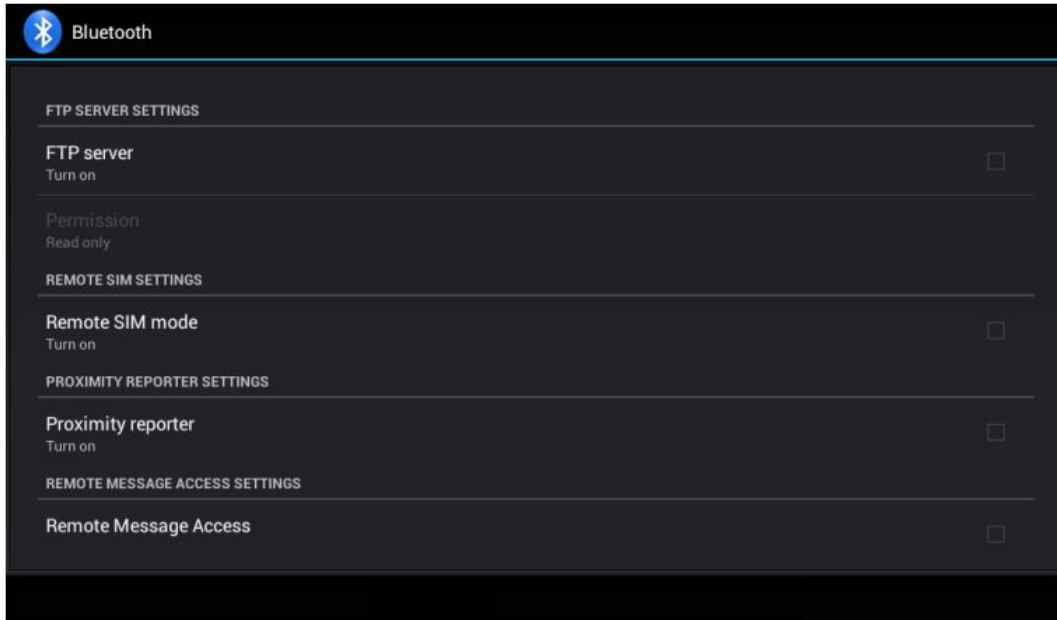 Bluetooth
FTP SERVER SETTINGS
FTP server
Turn on
Permission
Read only
REMOTE SIM SETTINGS
Remote SIM mode
Turn on
PROXIMITY REPORTER SETTINGS
Proximity reporter
Turn on
REMOTE MESSAGE ACCESS SETTINGS
Remote Message Access